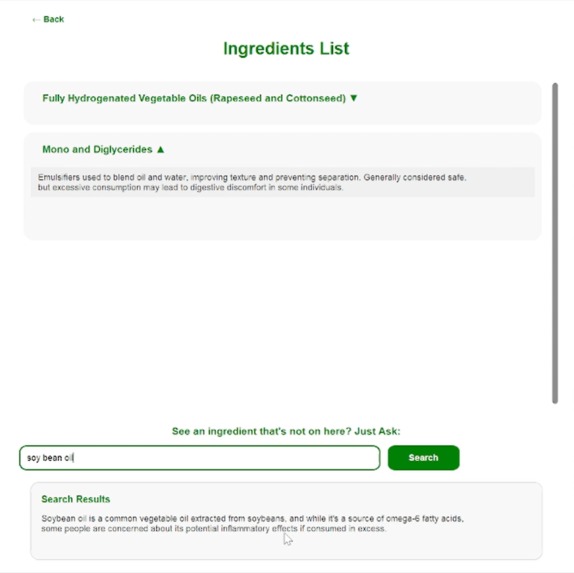 ← Back
Ingredients List
Fully Hydrogenated Vegetable Oils (Rapeseed and Cottonseed) ▼
Mono and Diglycerides ▲
Emulsifiers used to blend oil and water, improving texture and preventing separation. Generally considered safe,
but excessive consumption may lead to digestive discomfort in some individuals.
See an ingredient that's not on here? Just Ask:
soy bean oil
Search
Search Results
Soybean oil is a common vegetable oil extracted from soybeans, and while it's a source of omega-6 fatty acids,
some people are concerned about its potential inflammatory effects if consumed in excess.